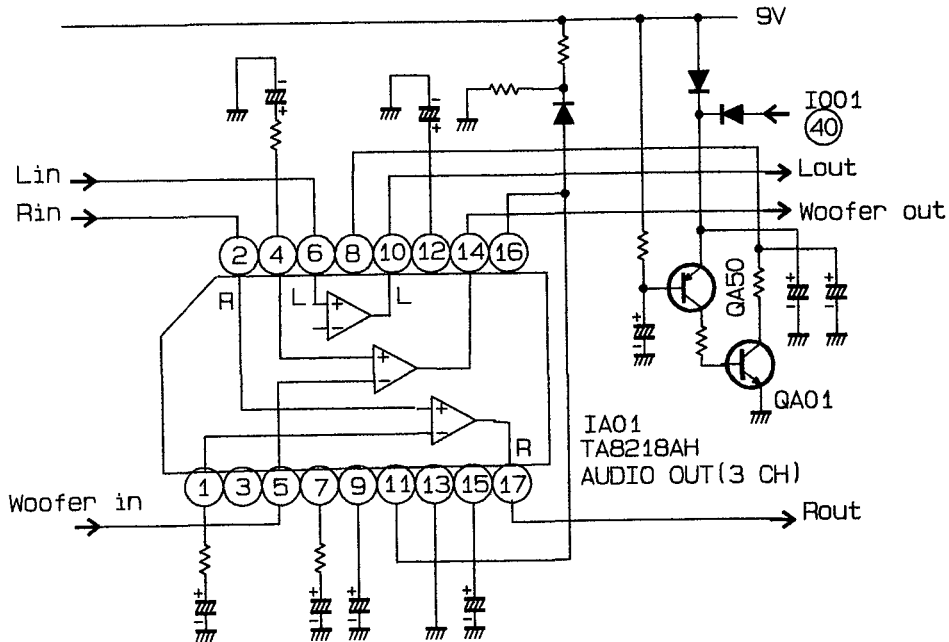 9V
I001
40
Lin
Lout
Rin
Woofer out
2 4 6 8 10 12 14 16
R L L
QA50
QA01
R
IA01
TA8218AH
AUDIO OUT(3 CH)
1 3 5 7 9 11 13 15 17
Woofer in
Rout